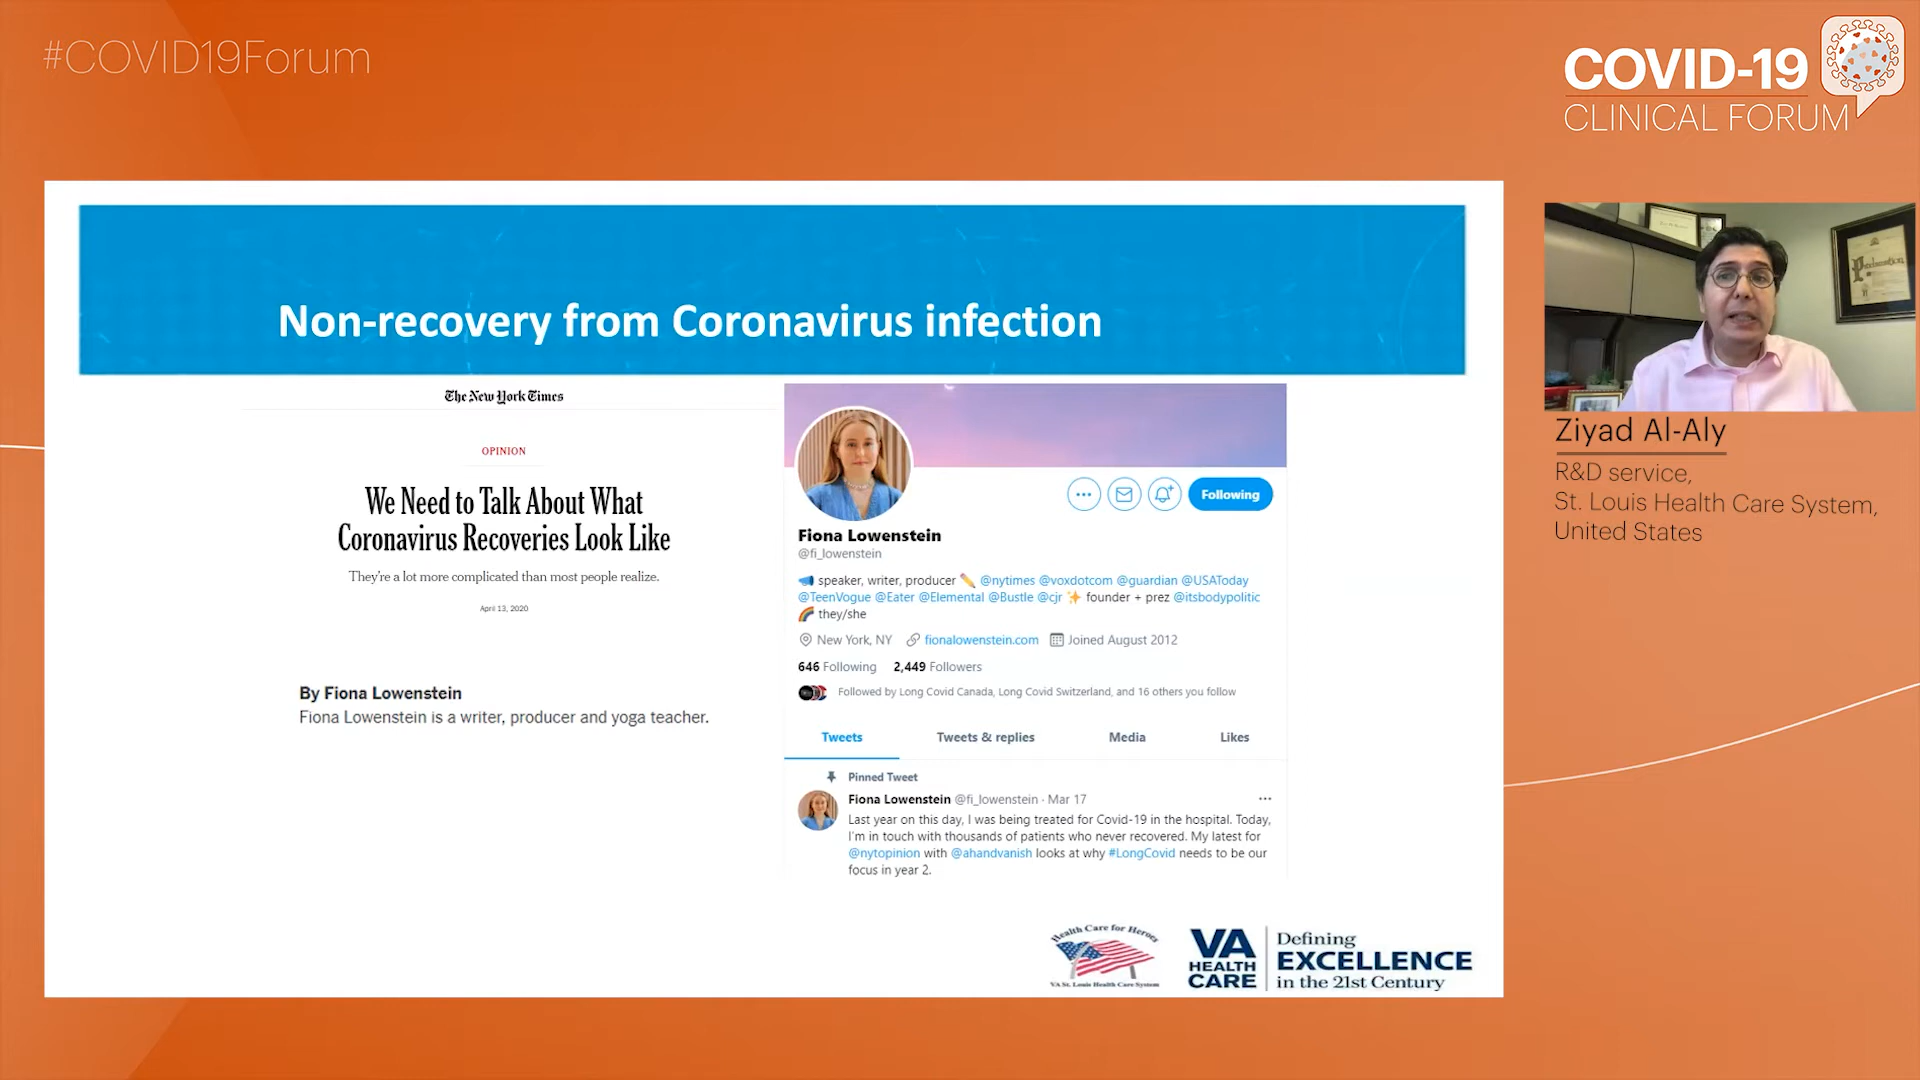 #COVID19Forum
COVID-19
CLINICAL FORUM
Non-recovery from Coronavirus infection
The New York Times
OPINION
We Need to Talk About What
Coronavirus Recoveries Look Like
They're a lot more complicated than most people realize.
April 13, 2020
By Fiona Lowenstein
Fiona Lowenstein is a writer, producer and yoga teacher.
Following
Fiona Lowenstein
@fi_lowenstein
speaker, writer, producer @nytimes @voxdotcom @guardian @USAToday
@TeenVogue @Eater @Elemental @Bustle @cjr founder + prez @itsbodypolitic
they/she
New York, NY fionalowenstein.com Joined August 2012
646 Following 2,449 Followers
Followed by Long Covid Canada, Long Covid Switzerland, and 16 others you follow
Tweets Tweets & replies Media Likes
Pinned Tweet
Fiona Lowenstein @fi_lowenstein · Mar 17
Last year on this day, I was being treated for Covid-19 in the hospital. Today,
I'm in touch with thousands of patients who never recovered. My latest for
@nytopinion with @ahandvanish looks at why #LongCovid needs to be our
focus in year 2.
Health Care for Heroes
VA St. Louis Health Care System
VA
HEALTH
CARE
Defining
EXCELLENCE
in the 21st Century
Proclamation
Ziyad Al-Aly
R&D service,
St. Louis Health Care System,
United States